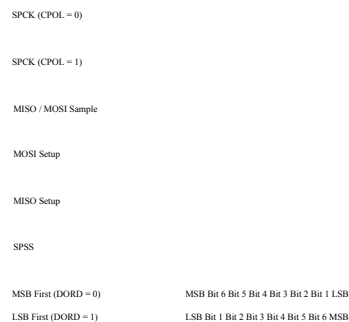 SPCK (CPOL = 0)
SPCK (CPOL = 1)
MISO / MOSI Sample
MOSI Setup
MISO Setup
SPSS
MSB First (DORD = 0) MSB Bit 6 Bit 5 Bit 4 Bit 3 Bit 2 Bit 1 LSB
LSB First (DORD = 1) LSB Bit 1 Bit 2 Bit 3 Bit 4 Bit 5 Bit 6 MSB